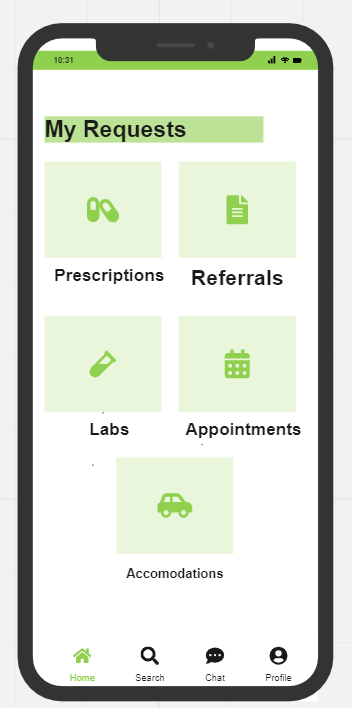 10:31
My Requests
Prescriptions
Referrals
Labs
Appointments
Accomodations
Home
Search
Chat
Profile